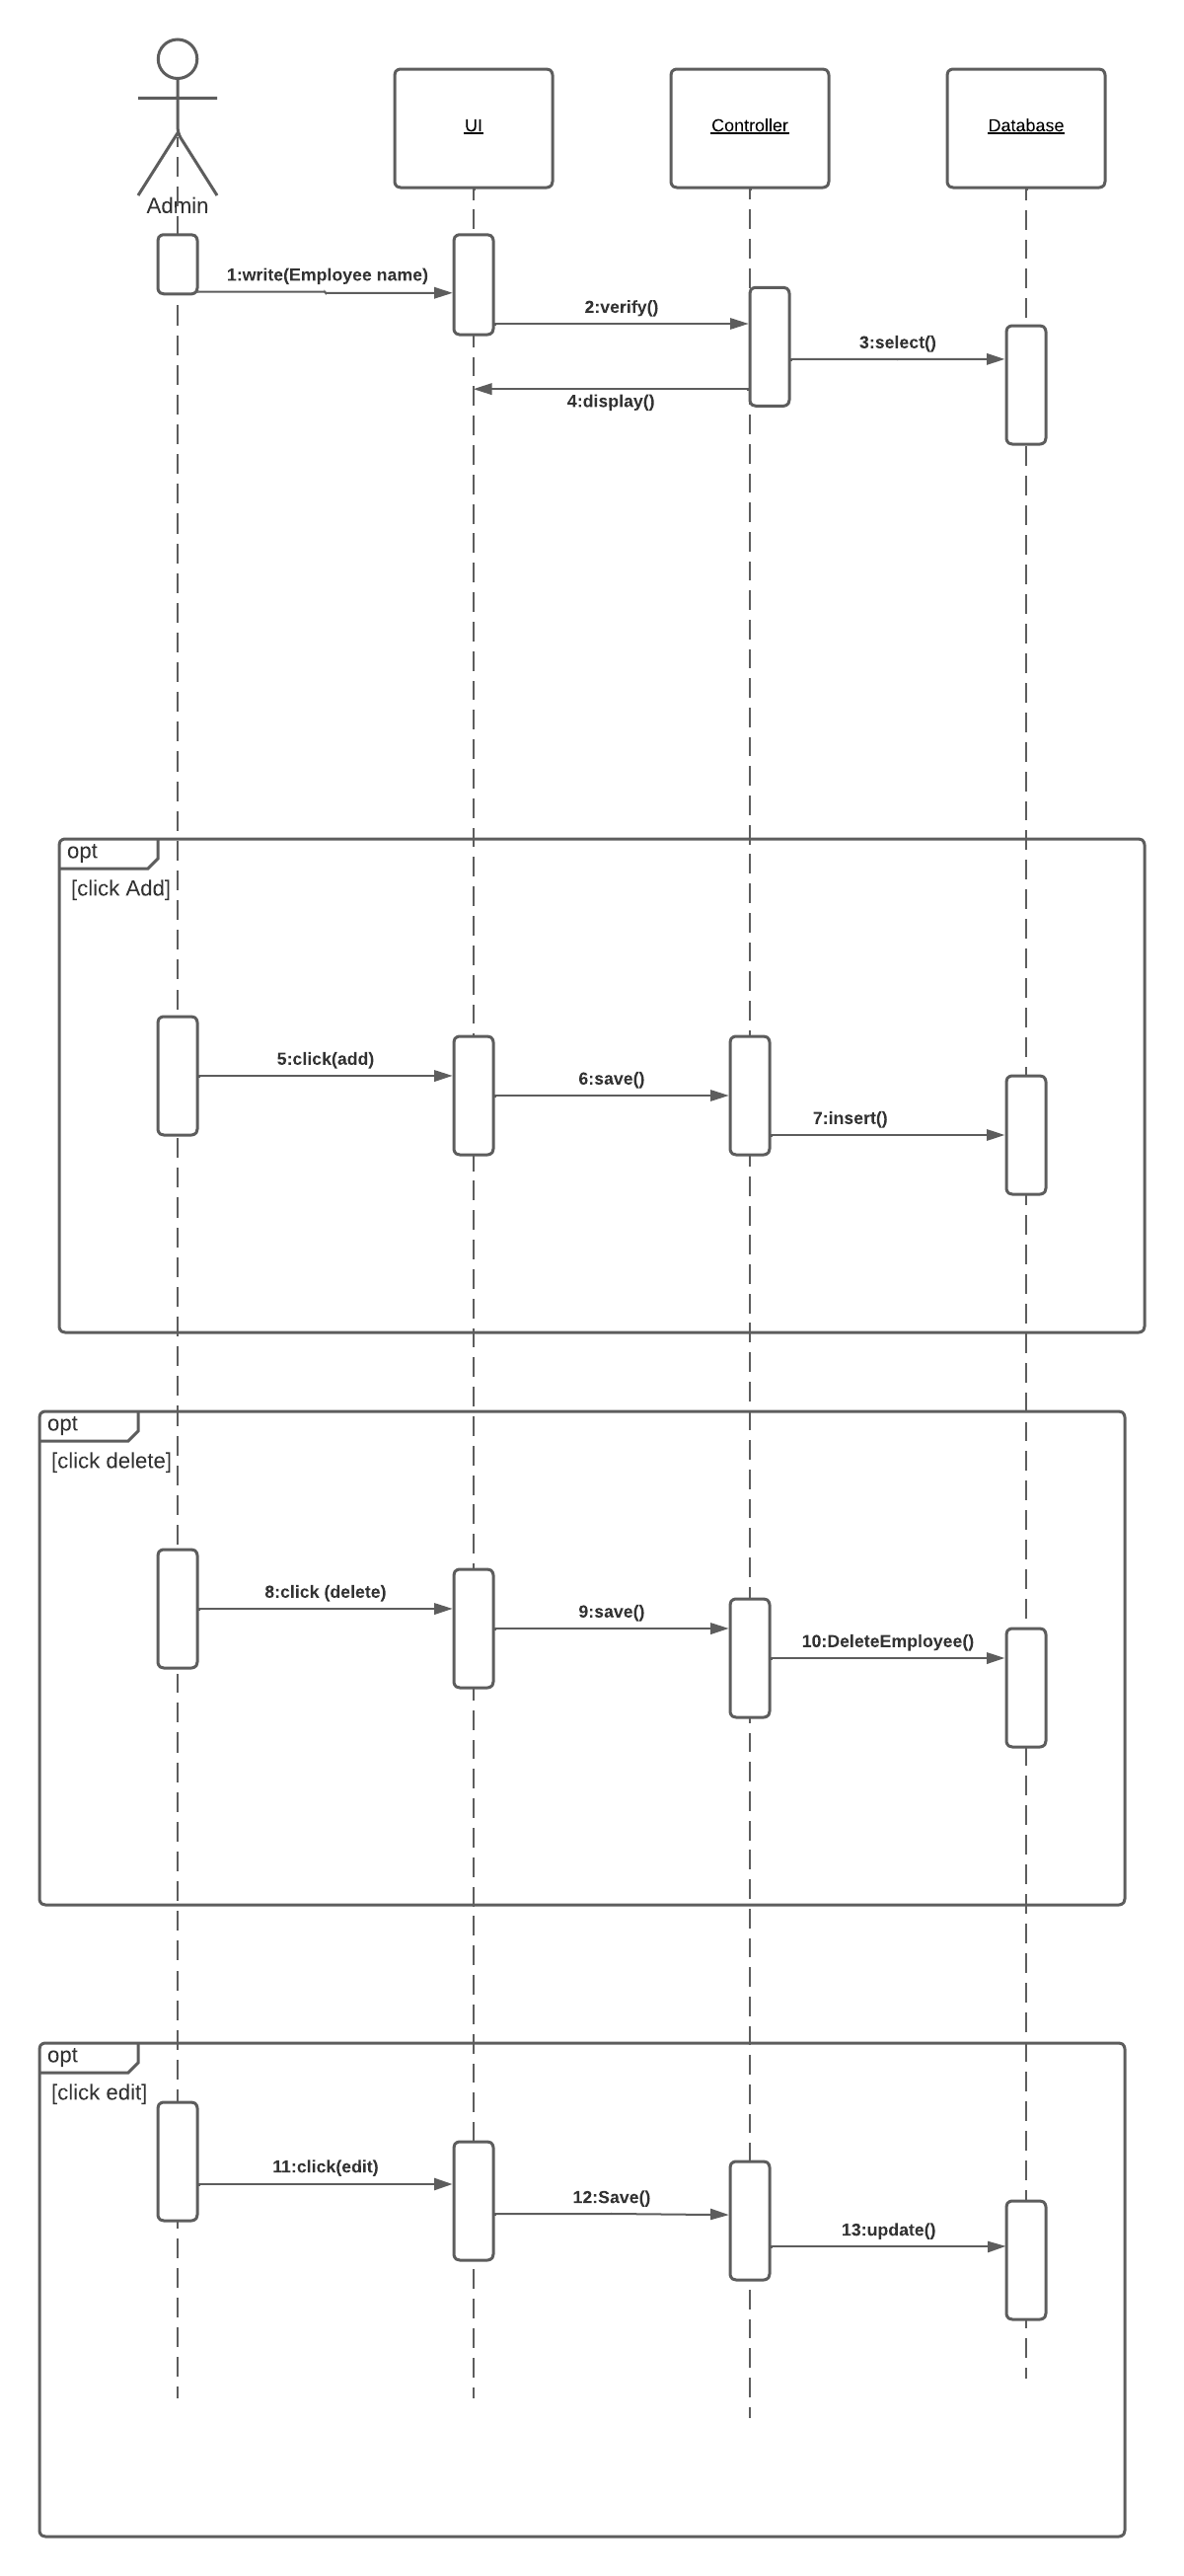 Admin
UI
Controller
Database
1:write(Employee name)
2:verify()
3:select()
4:display()
opt
[click Add]
5:click(add)
6:save()
7:insert()
opt
[click delete]
8:click (delete)
9:save()
10:DeleteEmployee()
opt
[click edit]
11:click(edit)
12:Save()
13:update()